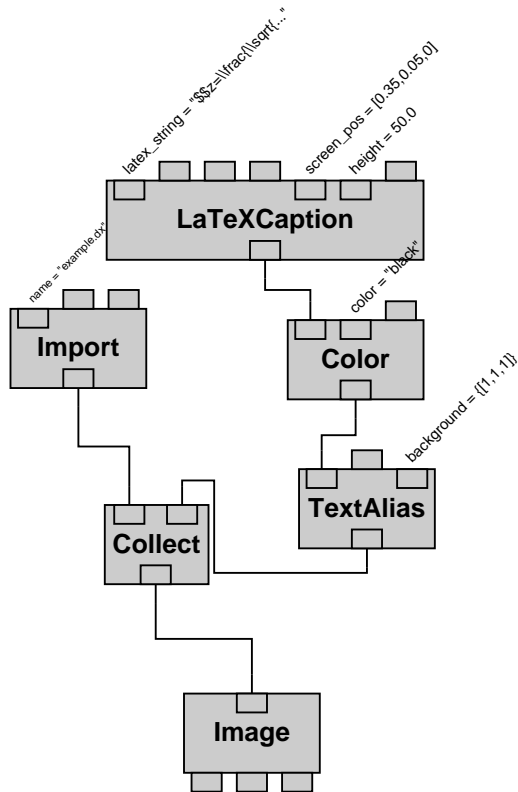 latex_string = "$$z=\\frac{\\sqrt{..."
screen_pos = [0.35,0.05,0]
height = 50.0
LaTeXCaption
name = "example.dx"
color = "black"
Import
Color
background = {[1,1,1]}
TextAlias
Collect
Image